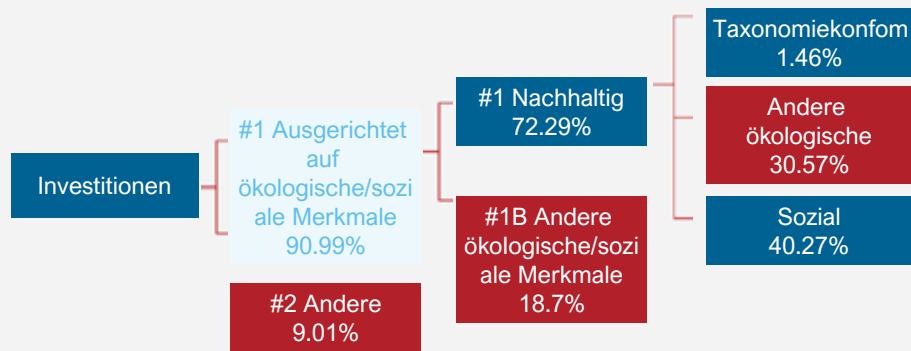 Investitionen
#1 Ausgerichtet
auf
ökologische/sozi
ale Merkmale
90.99%
#2 Andere
9.01%
#1 Nachhaltig
72.29%
#1B Andere
ökologische/sozi
ale Merkmale
18.7%
Taxonomiekonfom
1.46%
Andere
ökologische
30.57%
Sozial
40.27%